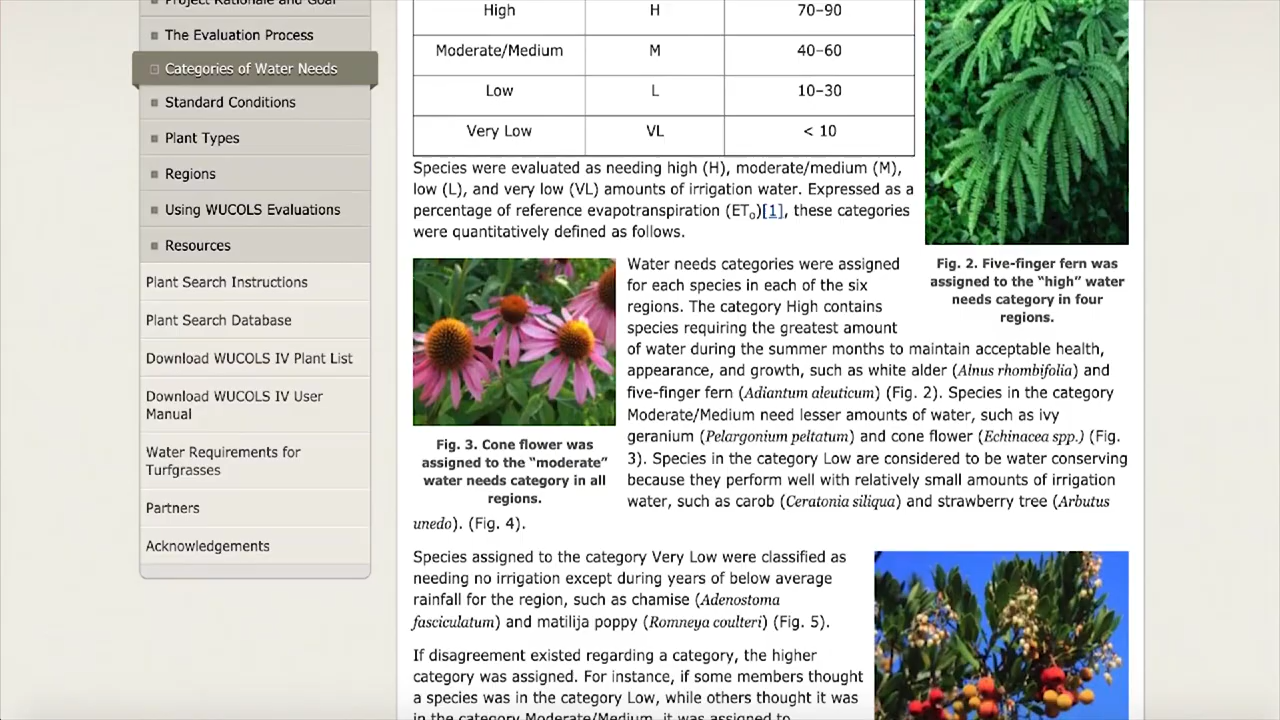 Project Rationale and Goal
The Evaluation Process
Categories of Water Needs
Standard Conditions
Plant Types
Regions
Using WUCOLS Evaluations
Resources
Plant Search Instructions
Plant Search Database
Download WUCOLS IV Plant List
Download WUCOLS IV User
Manual
Water Requirements for
Turfgrasses
Partners
Acknowledgements
High H 70–90
Moderate/Medium M 40–60
Low L 10–30
Very Low VL < 10
Species were evaluated as needing high (H), moderate/medium (M),
low (L), and very low (VL) amounts of irrigation water. Expressed as a
percentage of reference evapotranspiration (ETo)[1], these categories
were quantitatively defined as follows.
Fig. 2. Five-finger fern was
assigned to the “high” water
needs category in four
regions.
Water needs categories were assigned
for each species in each of the six
regions. The category High contains
species requiring the greatest amount
of water during the summer months to maintain acceptable health,
appearance, and growth, such as white alder (Alnus rhombifolia) and
five-finger fern (Adiantum aleuticum) (Fig. 2). Species in the category
Moderate/Medium need lesser amounts of water, such as ivy
geranium (Pelargonium peltatum) and cone flower (Echinacea spp.) (Fig.
3). Species in the category Low are considered to be water conserving
because they perform well with relatively small amounts of irrigation
water, such as carob (Ceratonia siliqua) and strawberry tree (Arbutus
unedo). (Fig. 4).
Fig. 3. Cone flower was
assigned to the “moderate”
water needs category in all
regions.
Species assigned to the category Very Low were classified as
needing no irrigation except during years of below average
rainfall for the region, such as chamise (Adenostoma
fasciculatum) and matilija poppy (Romneya coulteri) (Fig. 5).
If disagreement existed regarding a category, the higher
category was assigned. For instance, if some members thought
a species was in the category Low, while others thought it was
in the category Moderate/Medium, it was assigned to